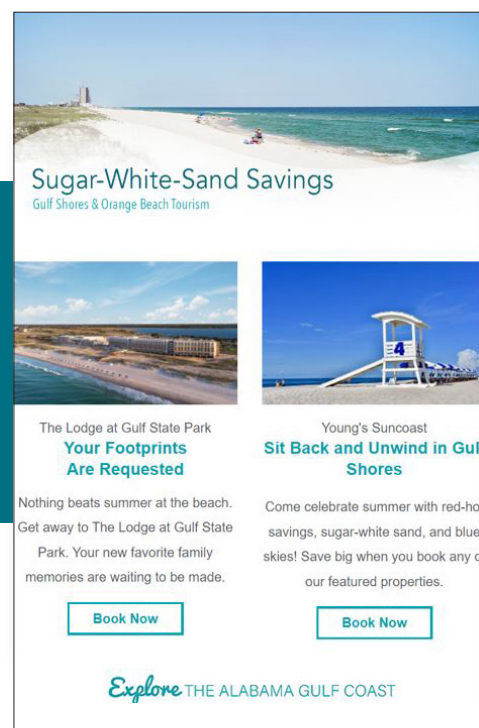 Sugar-White-Sand Savings
Gulf Shores & Orange Beach Tourism
The Lodge at Gulf State Park
Your Footprints
Are Requested
Nothing beats summer at the beach.
Get away to The Lodge at Gulf State
Park. Your new favorite family
memories are waiting to be made.
Book Now
4
Young's Suncoast
Sit Back and Unwind in Gul
Shores
Come celebrate summer with red-ho
savings, sugar-white sand, and blue
skies! Save big when you book any
our featured properties.
Book Now
Explore THE ALABAMA GULF COAST